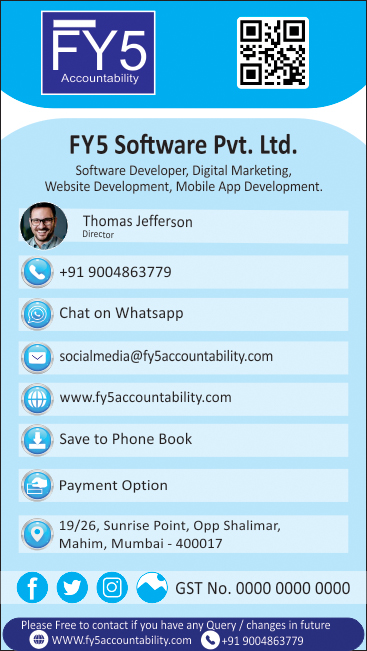 FY5
Accountability
FY5 Software Pvt. Ltd.
Software Developer, Digital Marketing,
Website Development, Mobile App Development.
Thomas Jefferson
Director
+91 9004863779
Chat on Whatsapp
socialmedia@fy5accountability.com
www.fy5accountability.com
Save to Phone Book
Payment Option
19/26, Sunrise Point, Opp Shalimar,
Mahim, Mumbai - 400017
GST No. 0000 0000 0000
Please Free to contact if you have any Query / changes in future
WWW.fy5accountability.com +91 9004863779